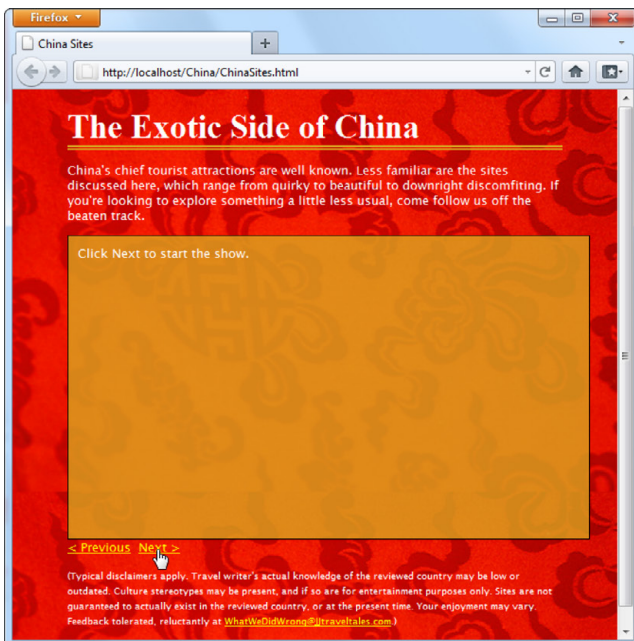 Firefox
China Sites
http://localhost/China/ChinaSites.html
The Exotic Side of China
China's chief tourist attractions are well known. Less familiar are the sites
discussed here, which range from quirky to beautiful to downright discomfiting. If
you're looking to explore something a little less usual, come follow us off the
beaten track.
Click Next to start the show.
< Previous Next >
(Typical disclaimers apply. Travel writer's actual knowledge of the reviewed country may be low or
outdated. Culture stereotypes may be present, and if so are for entertainment purposes only. Sites are not
guaranteed to actually exist in the reviewed country, or at the present time. Your enjoyment may vary.
Feedback tolerated, reluctantly at WhatWeDidWrong@JJtraveltales.com.)